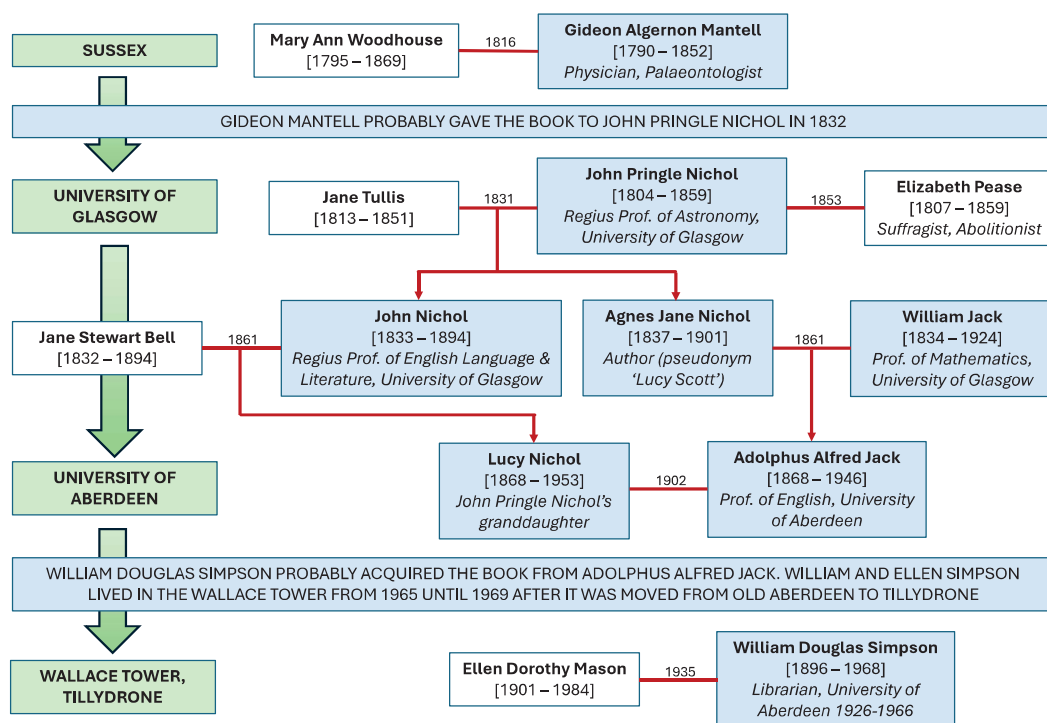 SUSSEX
Mary Ann Woodhouse
[1795 – 1869]
1816
Gideon Algernon Mantell
[1790 – 1852]
Physician, Palaeontologist
GIDEON MANTELL PROBABLY GAVE THE BOOK TO JOHN PRINGLE NICHOL IN 1832
UNIVERSITY OF
GLASGOW
Jane Tullis
[1813 – 1851]
1831
John Pringle Nichol
[1804 – 1859]
Regius Prof. of Astronomy,
University of Glasgow
1853
Elizabeth Pease
[1807 – 1859]
Suffragist, Abolitionist
Jane Stewart Bell
[1832 – 1894]
1861
John Nichol
[1833 – 1894]
Regius Prof. of English Language &
Literature, University of Glasgow
Agnes Jane Nichol
[1837 – 1901]
Author (pseudonym
‘Lucy Scott’)
1861
William Jack
[1834 – 1924]
Prof. of Mathematics,
University of Glasgow
UNIVERSITY OF
ABERDEEN
Lucy Nichol
[1868 – 1953]
John Pringle Nichol’s
granddaughter
1902
Adolphus Alfred Jack
[1868 – 1946]
Prof. of English, University
of Aberdeen
WILLIAM DOUGLAS SIMPSON PROBABLY ACQUIRED THE BOOK FROM ADOLPHUS ALFRED JACK. WILLIAM AND ELLEN SIMPSON
LIVED IN THE WALLACE TOWER FROM 1965 UNTIL 1969 AFTER IT WAS MOVED FROM OLD ABERDEEN TO TILLYDRONE
WALLACE TOWER,
TILLYDRONE
Ellen Dorothy Mason
[1901 – 1984]
1935
William Douglas Simpson
[1896 – 1968]
Librarian, University of
Aberdeen 1926-1966